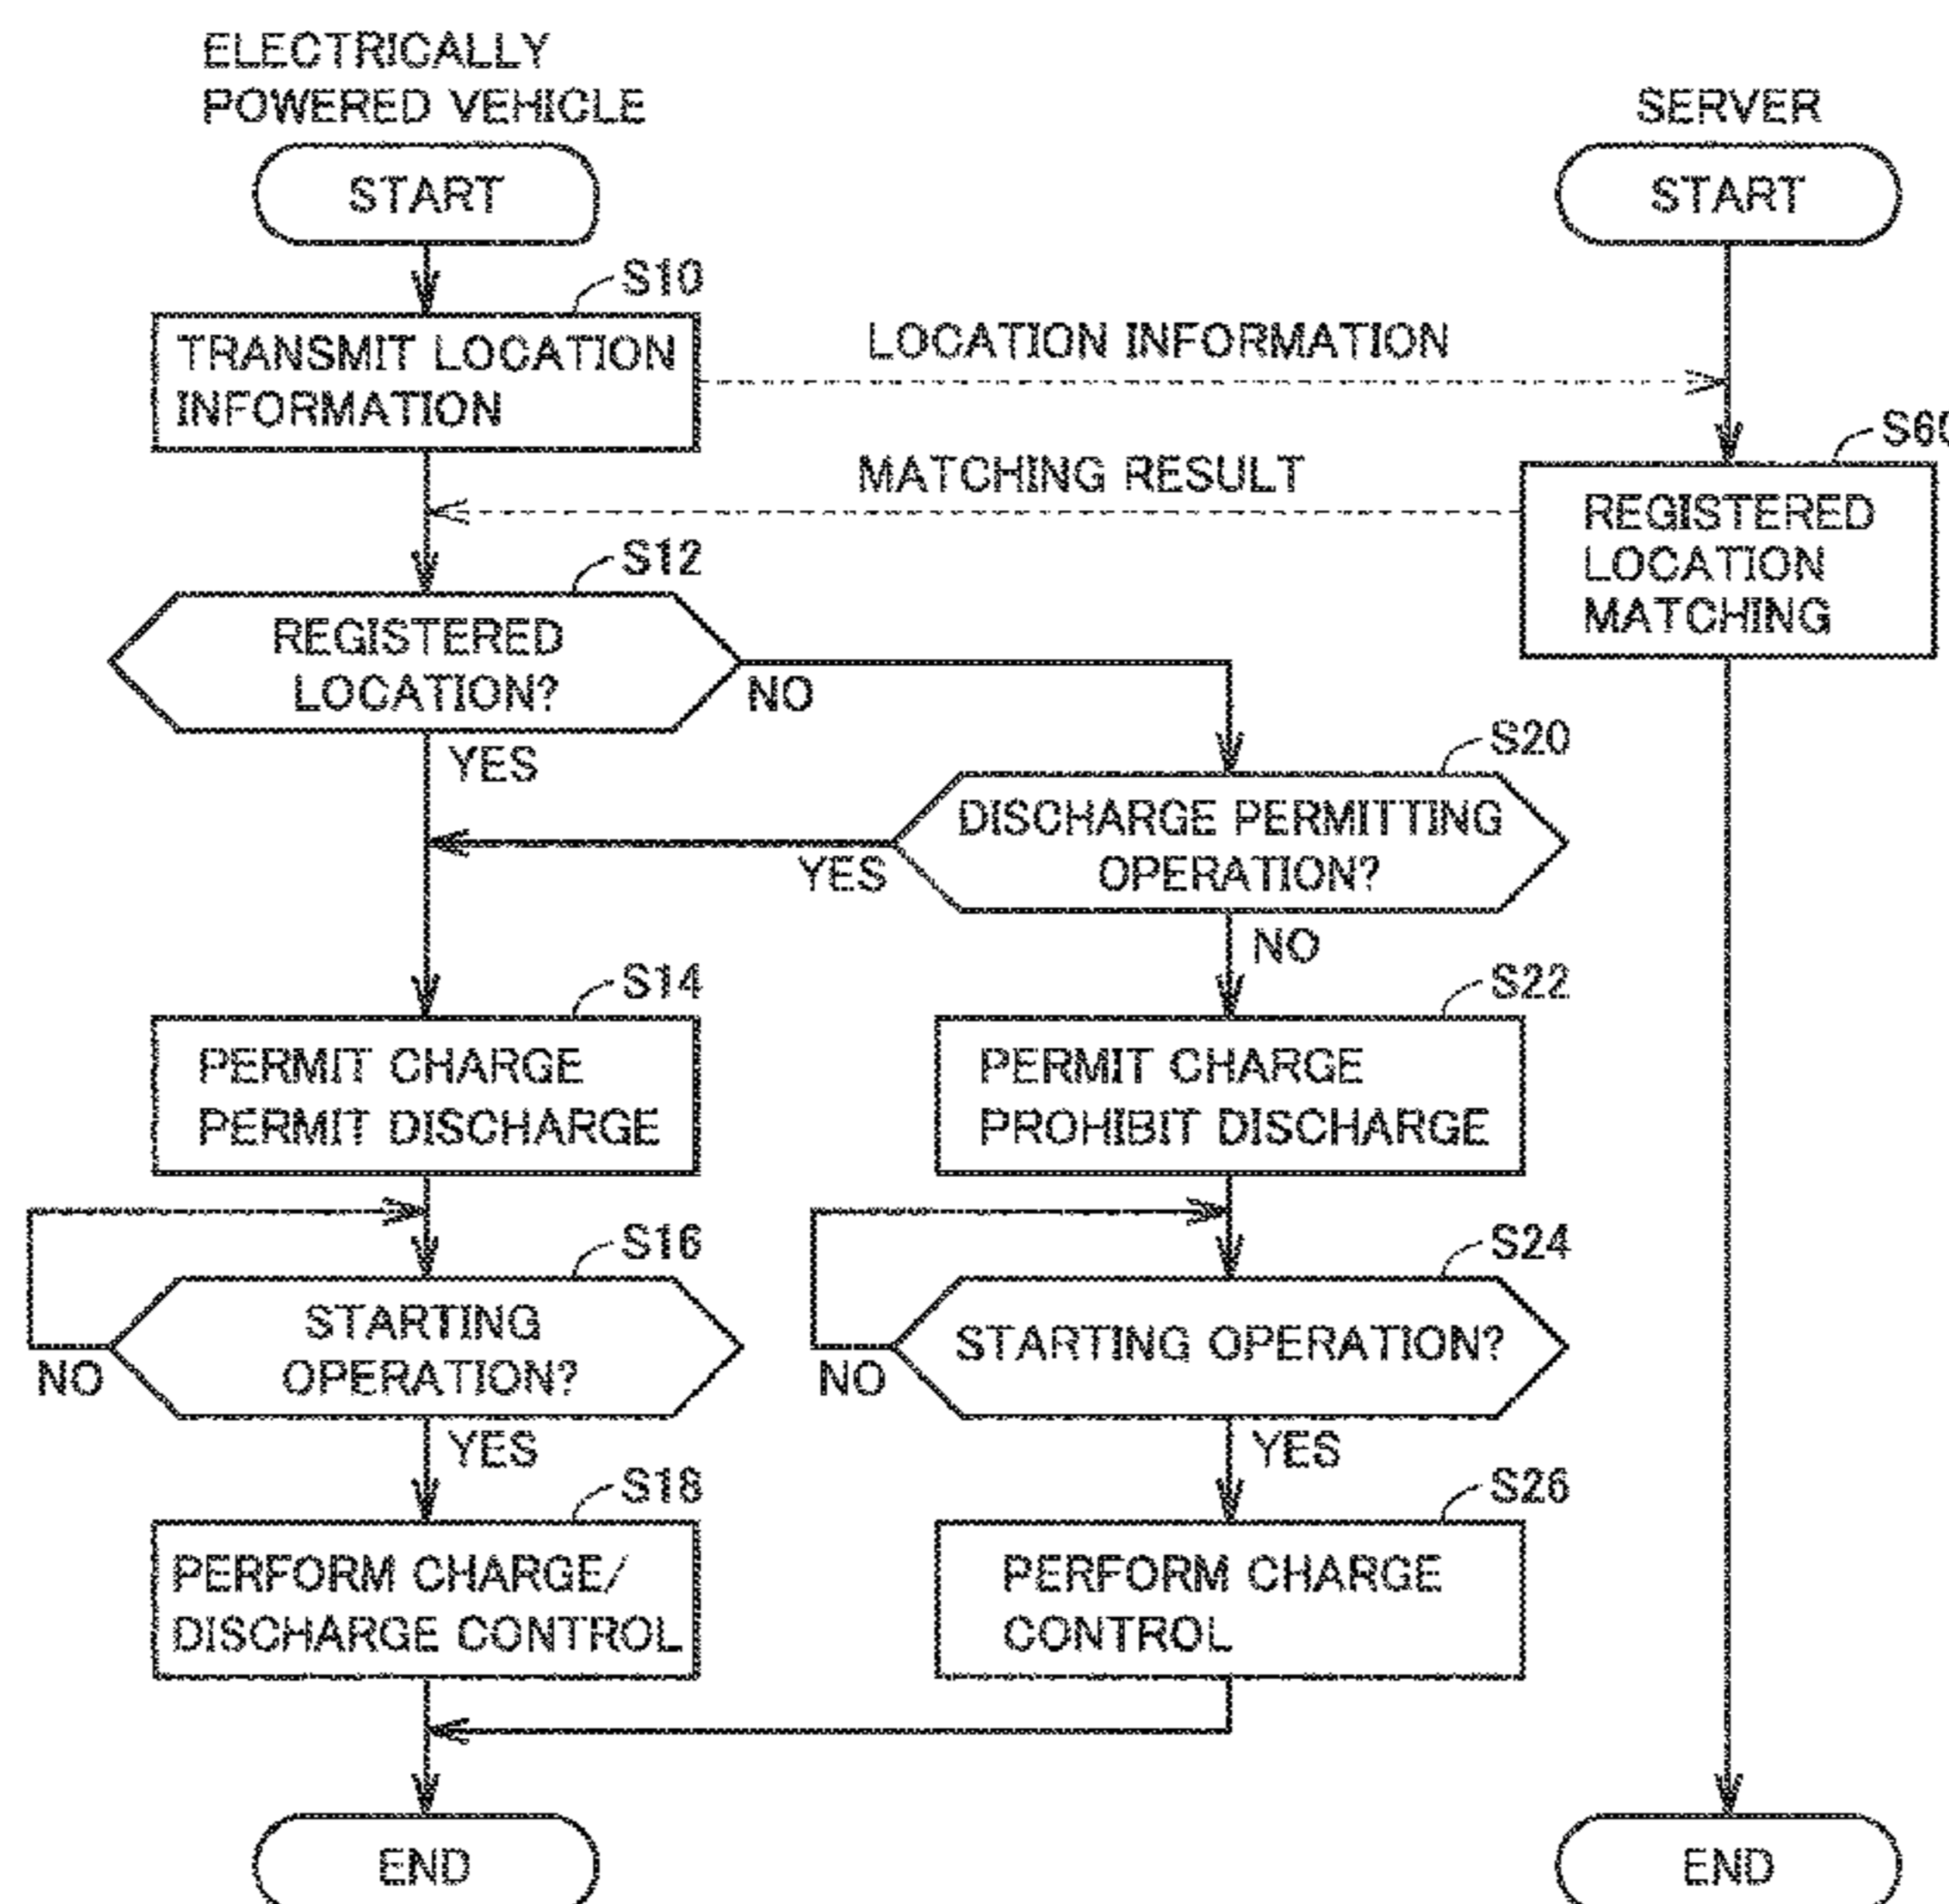 ELECTRICALLY
POWERED VEHICLE
START
S10
TRANSMIT LOCATION
INFORMATION
LOCATION INFORMATION
MATCHING RESULT
SERVER
START
S60
REGISTERED
LOCATION
MATCHING
S12
REGISTERED
LOCATION?
NO
YES
S20
DISCHARGE PERMITTING
OPERATION?
YES
NO
S14
PERMIT CHARGE
PERMIT DISCHARGE
S22
PERMIT CHARGE
PROHIBIT DISCHARGE
S16
STARTING
OPERATION?
NO
YES
S24
STARTING OPERATION?
NO
YES
S18
PERFORM CHARGE/
DISCHARGE CONTROL
S26
PERFORM CHARGE
CONTROL
END
END